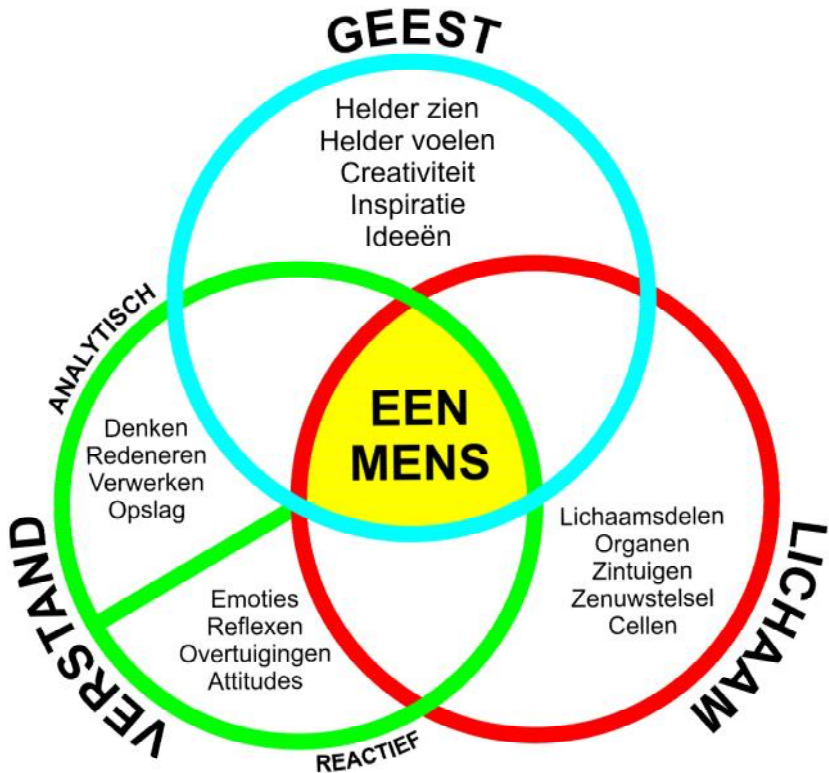 GEEST
Helder zien
Helder voelen
Creativiteit
Inspiratie
Ideeën
ANALYTISCH
Denken
Redeneren
Verwerken
Opslag
EEN
MENS
VERSTAND
Emoties
Reflexen
Overtuigingen
Attitudes
REACTIEF
Lichaamsdelen
Organen
Zintuigen
Zenuwstelsel
Cellen
LICHAAM